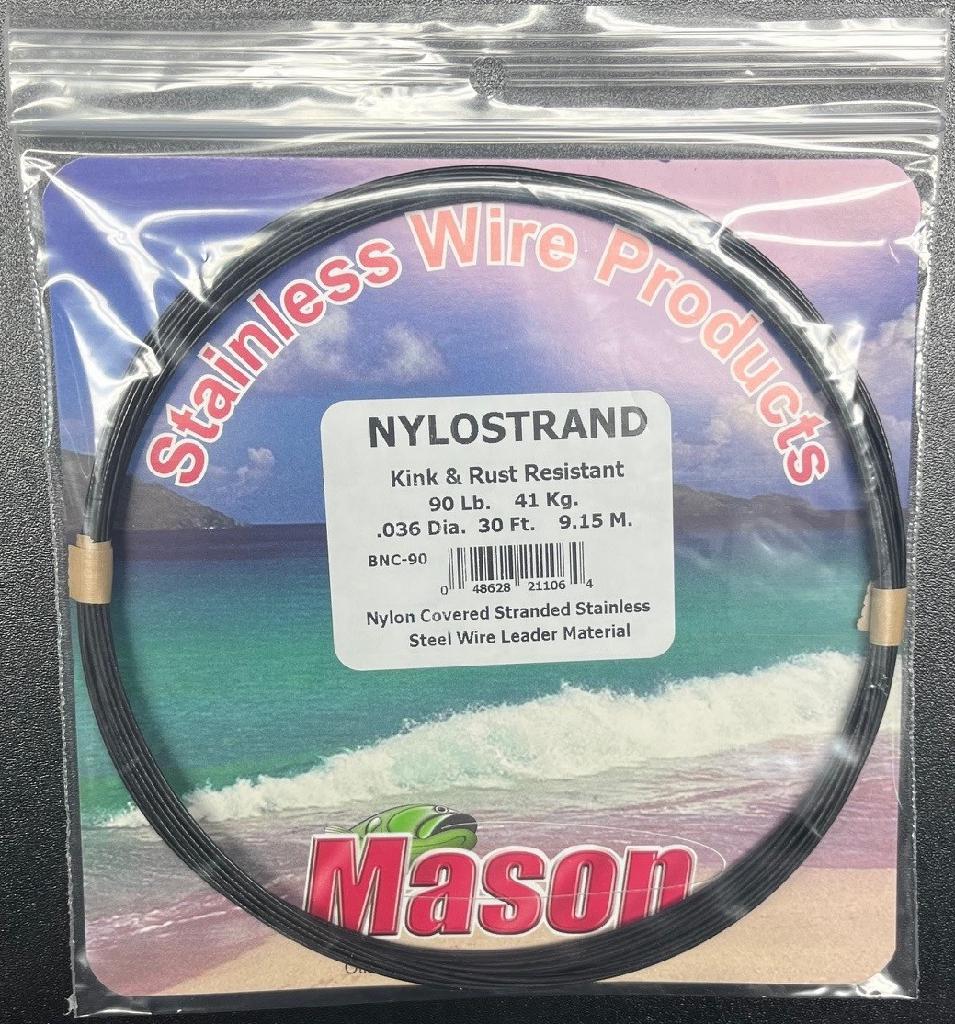 Stainless Wire Products
NYLOSTRAND
Kink & Rust Resistant
90 Lb. 41 Kg.
.036 Dia. 30 Ft. 9.15 M.
BNC-90
0 48628 21106 4
Nylon Covered Stranded Stainless
Steel Wire Leader Material
Mason